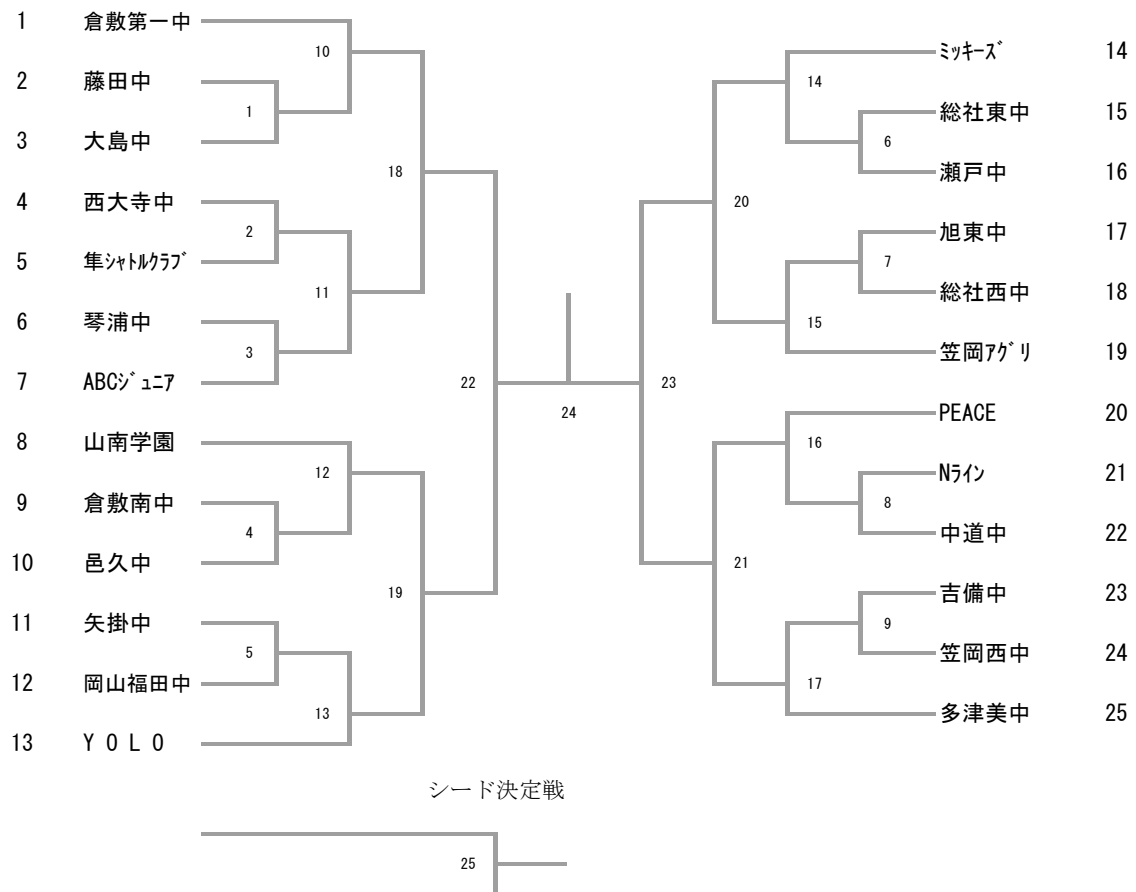 1 倉敷第一中
10
2 藤田中
1
3 大島中
18
4 西大寺中
2
5 隼シャトルクラブ
11
6 琴浦中
3
7 ABCジュニア
22
8 山南学園
12
9 倉敷南中
4
10 邑久中
19
11 矢掛中
5
12 岡山福田中
13
13 YOLO
24
ミッキーズ 14
14
総社東中 15
6
瀬戸中 16
20
旭東中 17
7
総社西中 18
15
笠岡アグリ 19
23
PEACE 20
16
Nライン 21
8
中道中 22
21
吉備中 23
9
笠岡西中 24
17
多津美中 25
シード決定戦
25